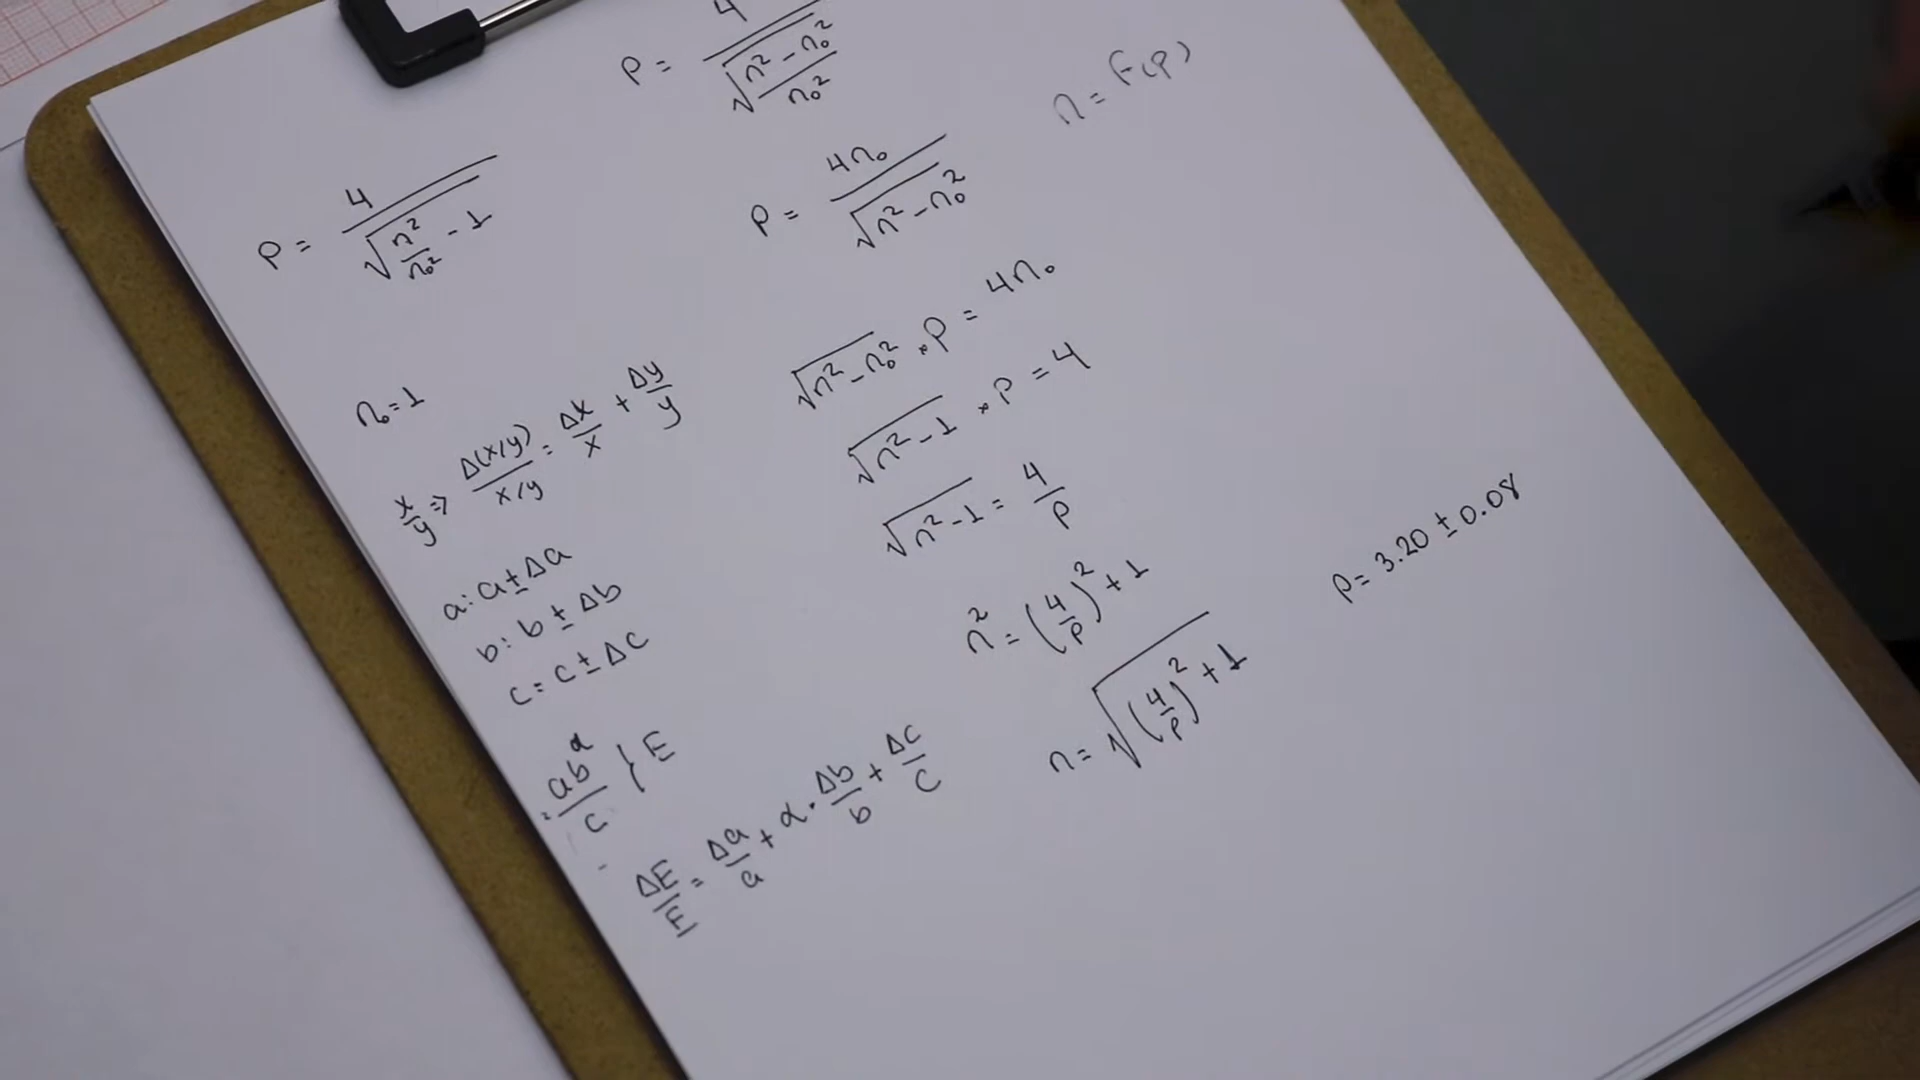 P = 4 / √((n² - n₀²) / n₀²)
n = F(P)
P = 4 / √(n²/n₀² - 1)
P = 4n₀ / √(n² - n₀²)
√(n² - n₀²) · P = 4n₀
n₀ = 1
√(n² - 1) · P = 4
x/y => Δ(x/y) / x/y = Δx/x + Δy/y
√(n² - 1) = 4/P
a: a ± Δa
b: b ± Δb
c = c ± Δc
n² = (4/P)² + 1
P = 3.20 ± 0.08
n = √((4/P)² + 1)
ab^α / c } E
ΔE/E = Δa/a + α · Δb/b + Δc/c